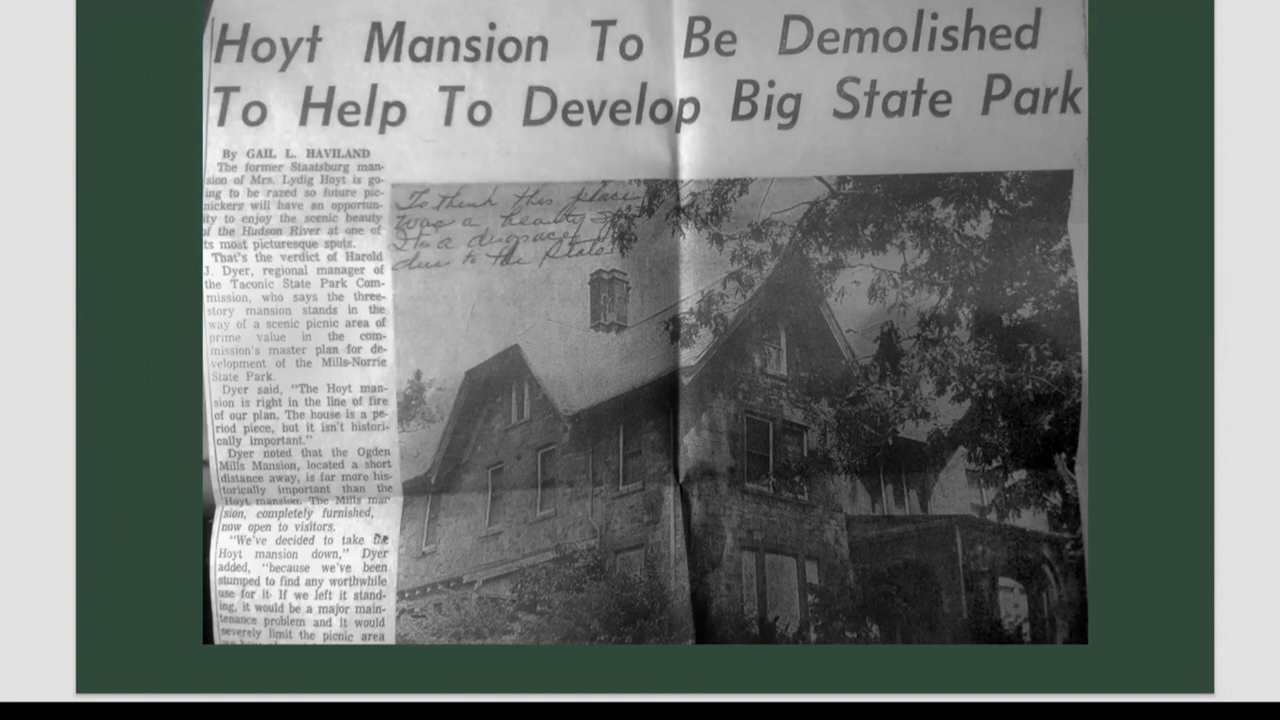 Hoyt Mansion To Be Demolished
To Help To Develop Big State Park
By GAIL L. HAVILAND
The former Staatsburg man-
sion of Mrs. Lydig Hoyt is go-
ing to be razed so future pic-
nickers will have an opportun-
ity to enjoy the scenic beauty
of the Hudson River at one of
ts most picturesque spots.
That's the verdict of Harold
J. Dyer, regional manager of
the Taconic State Park Com-
mission, who says the three-
story mansion stands in the
way of a scenic picnic area of
prime value in the com-
mission's master plan for de-
velopment of the Mills-Norrie
State Park.
Dyer said, "The Hoyt man-
sion is right in the line of fire
of our plan. The house is a pe-
riod piece, but it isn't histori-
cally important."
Dyer noted that the Ogden
Mills Mansion, located a short
distance away, is far more his-
torically important than the
Hoyt mansion. The Mills man
sion, completely furnished,
now open to visitors.
"We've decided to take the
Hoyt mansion down," Dyer
added, "because we've been
stumped to find any worthwhile
use for it. If we left it stand-
ing, it would be a major main-
tenance problem and it would
severely limit the picnic area
To think this place
was a beauty
Its a disgrace
due to the State